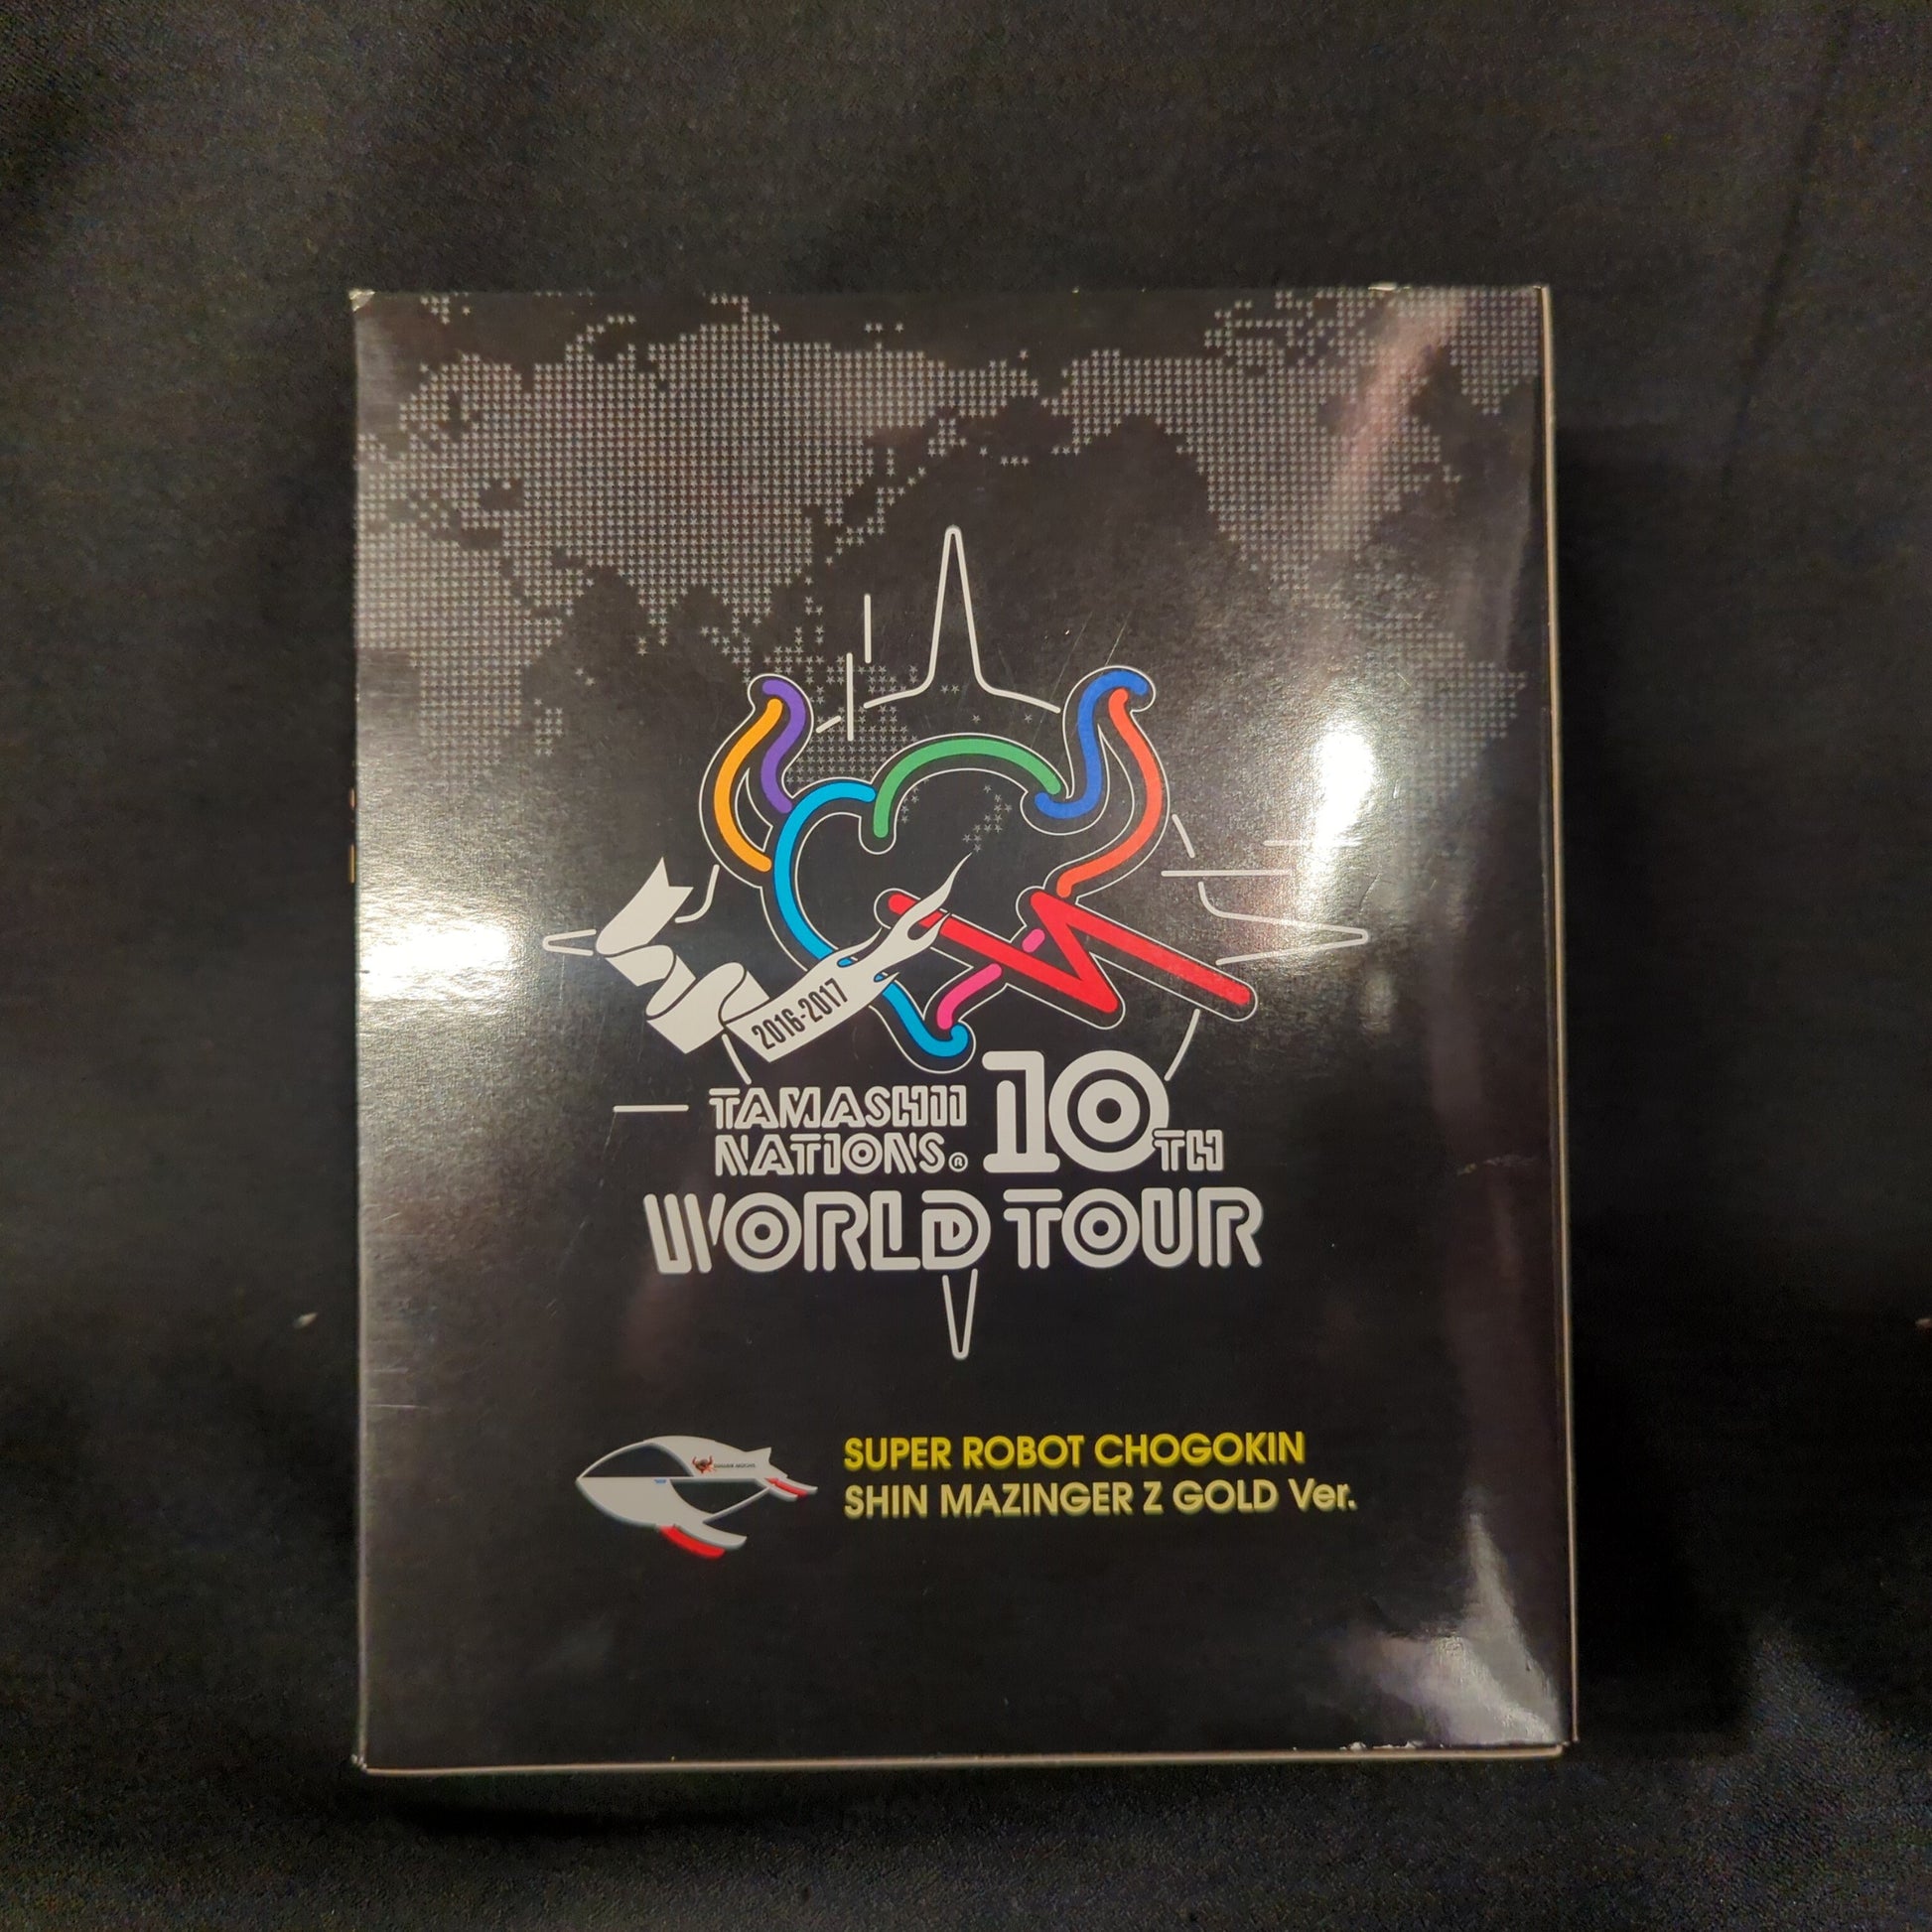 2016-2017
TAMASHII
NATIONS® 10TH
WORLD TOUR
SUPER ROBOT CHOGOKIN
SHIN MAZINGER Z GOLD Ver.